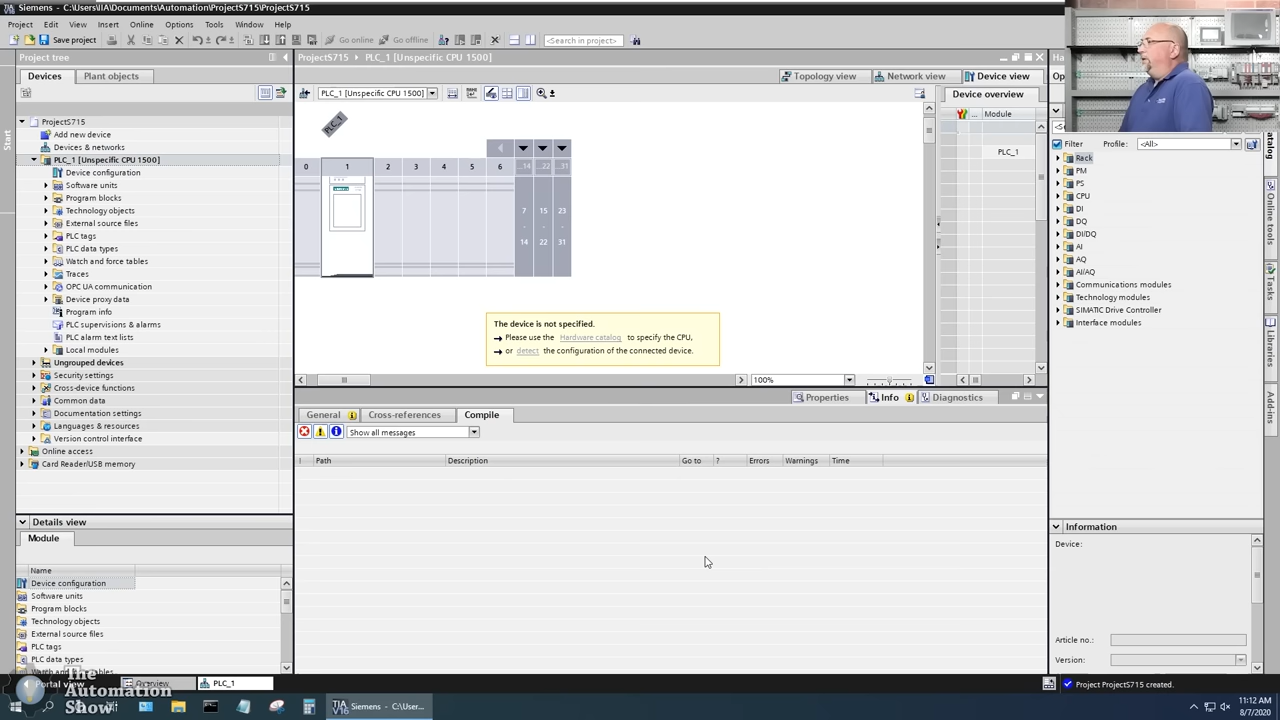 Siemens - C:\Users\IIA\Documents\Automation\ProjectS715\ProjectS715
Project Edit View Insert Online Options Tools Window Help
Save project
Go online
Go offline
<Search in project>
Project tree
Devices
Plant objects
Start
ProjectS715
Add new device
Devices & networks
PLC_1 [Unspecific CPU 1500]
Device configuration
Software units
Program blocks
Technology objects
External source files
PLC tags
PLC data types
Watch and force tables
Traces
OPC UA communication
Device proxy data
Program info
PLC supervisions & alarms
PLC alarm text lists
Local modules
Ungrouped devices
Security settings
Cross-device functions
Common data
Documentation settings
Languages & resources
Version control interface
Online access
Card Reader/USB memory
Details view
Module
Name
Device configuration
Software units
Program blocks
Technology objects
External source files
PLC tags
PLC data types
Portal view
Overview
PLC_1
The
Automation
Show
ProjectS715 PLC_1 [Unspecific CPU 1500]
Topology view
Network view
Device view
PLC_1 [Unspecific CPU 1500]
Device overview
... Module
PLC_1
0 1 2 3 4 5 6 ...14 ...22 ...31
7 15 23
- - -
14 22 31
The device is not specified.
Please use the Hardware catalog to specify the CPU,
or detect the configuration of the connected device.
100%
Properties
Info
Diagnostics
General
Cross-references
Compile
Show all messages
! Path Description Go to ? Errors Warnings Time
Filter Profile: <All>
Rack
PM
PS
CPU
DI
DQ
DI/DQ
AI
AQ
AI/AQ
Communications modules
Technology modules
SIMATIC Drive Controller
Interface modules
Online tools
Tasks
Libraries
Add-ins
Information
Device:
Article no.:
Version:
Project ProjectS715 created.
Siemens - C:\User...
11:12 AM
8/7/2020